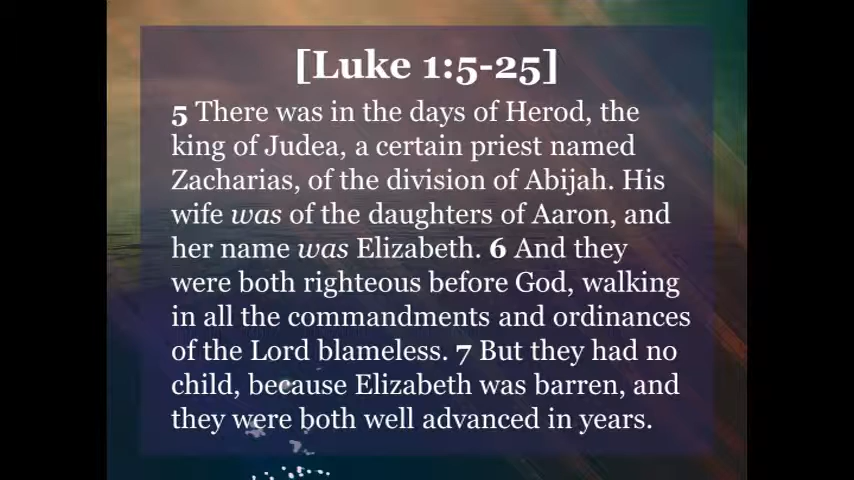 [Luke 1:5-25]
5 There was in the days of Herod, the
king of Judea, a certain priest named
Zacharias, of the division of Abijah. His
wife was of the daughters of Aaron, and
her name was Elizabeth. 6 And they
were both righteous before God, walking
in all the commandments and ordinances
of the Lord blameless. 7 But they had no
child, because Elizabeth was barren, and
they were both well advanced in years.